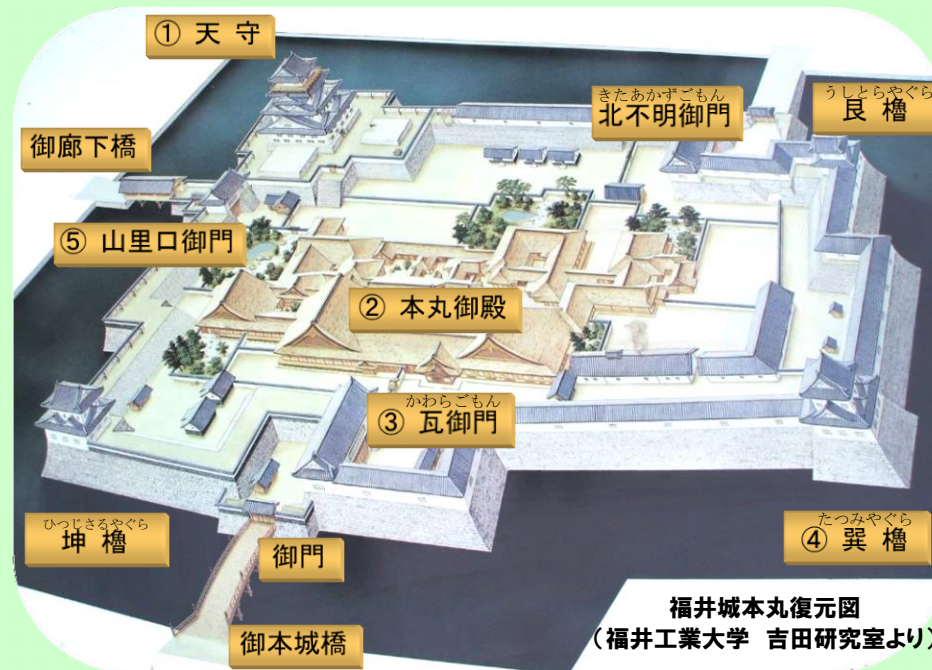 ① 天守
きたあかずごもん
北不明御門
うしとらやぐら
艮櫓
御廊下橋
⑤ 山里口御門
② 本丸御殿
かわらごもん
③ 瓦御門
ひつじさるやぐら
坤櫓
御門
たつみやぐら
④ 巽櫓
御本城橋
福井城本丸復元図
（福井工業大学 吉田研究室より）